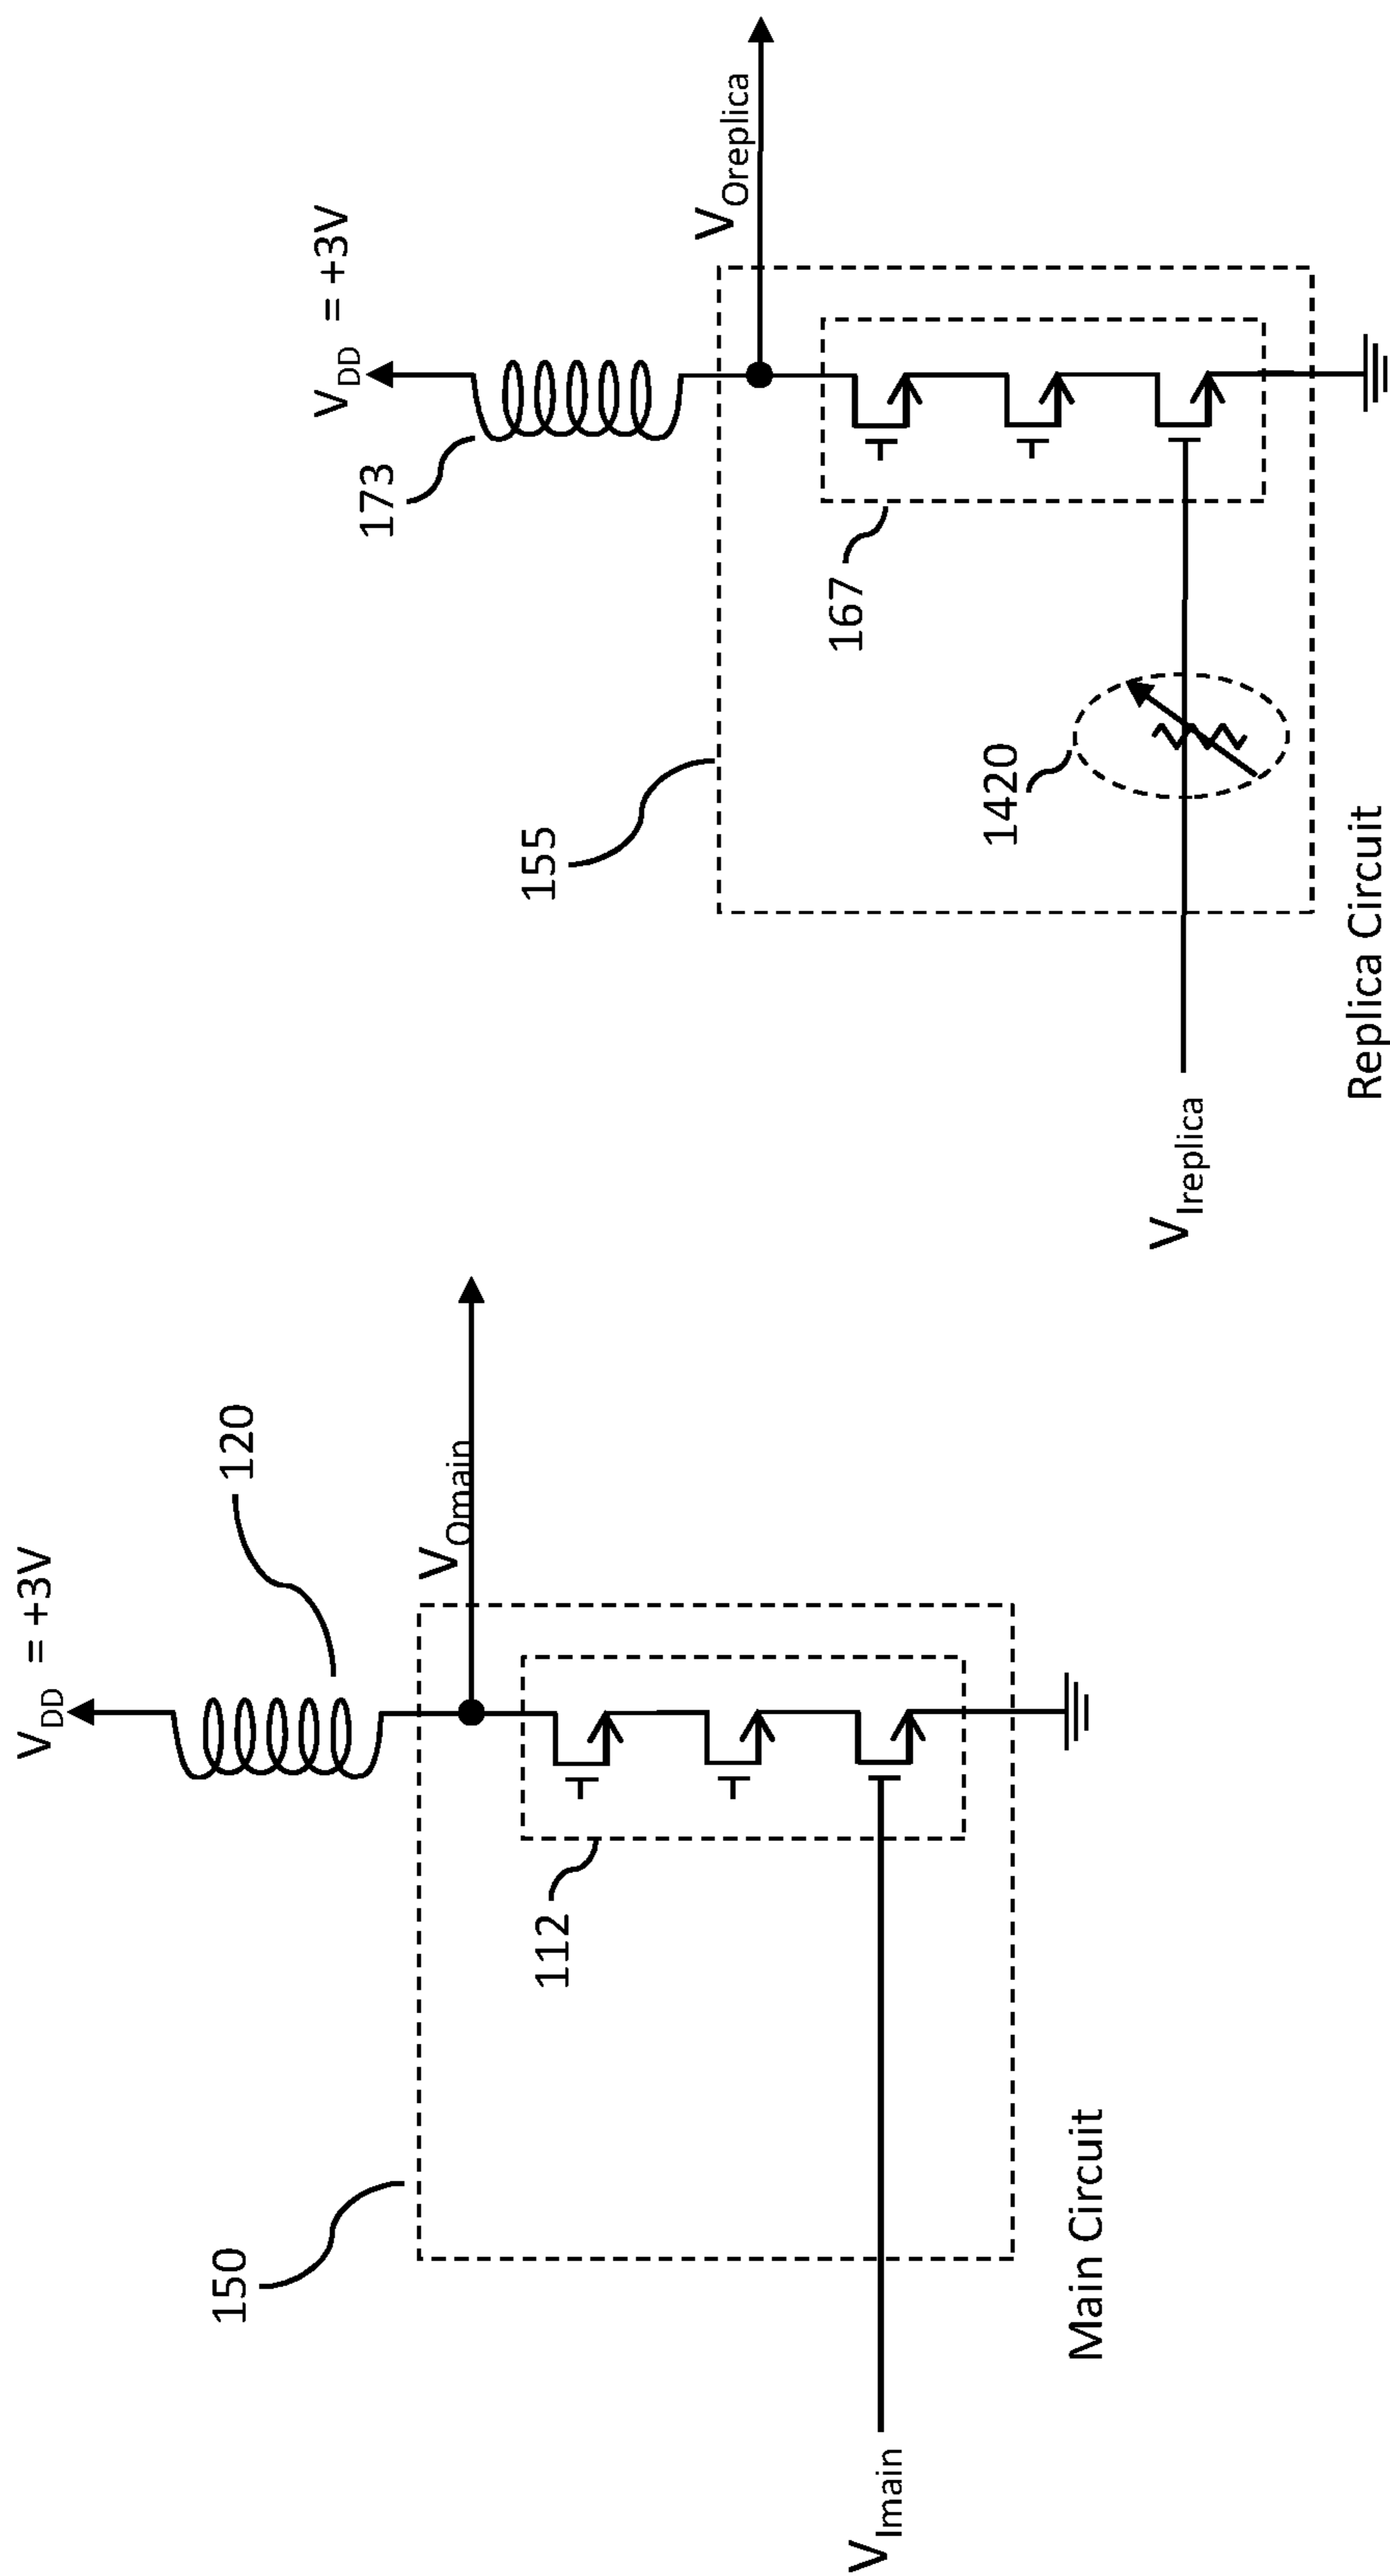 V_DD = +3V
120
V_Omain
150
112
V_Imain
Main Circuit
V_DD = +3V
173
V_Oreplica
155
167
1420
V_Ireplica
Replica Circuit